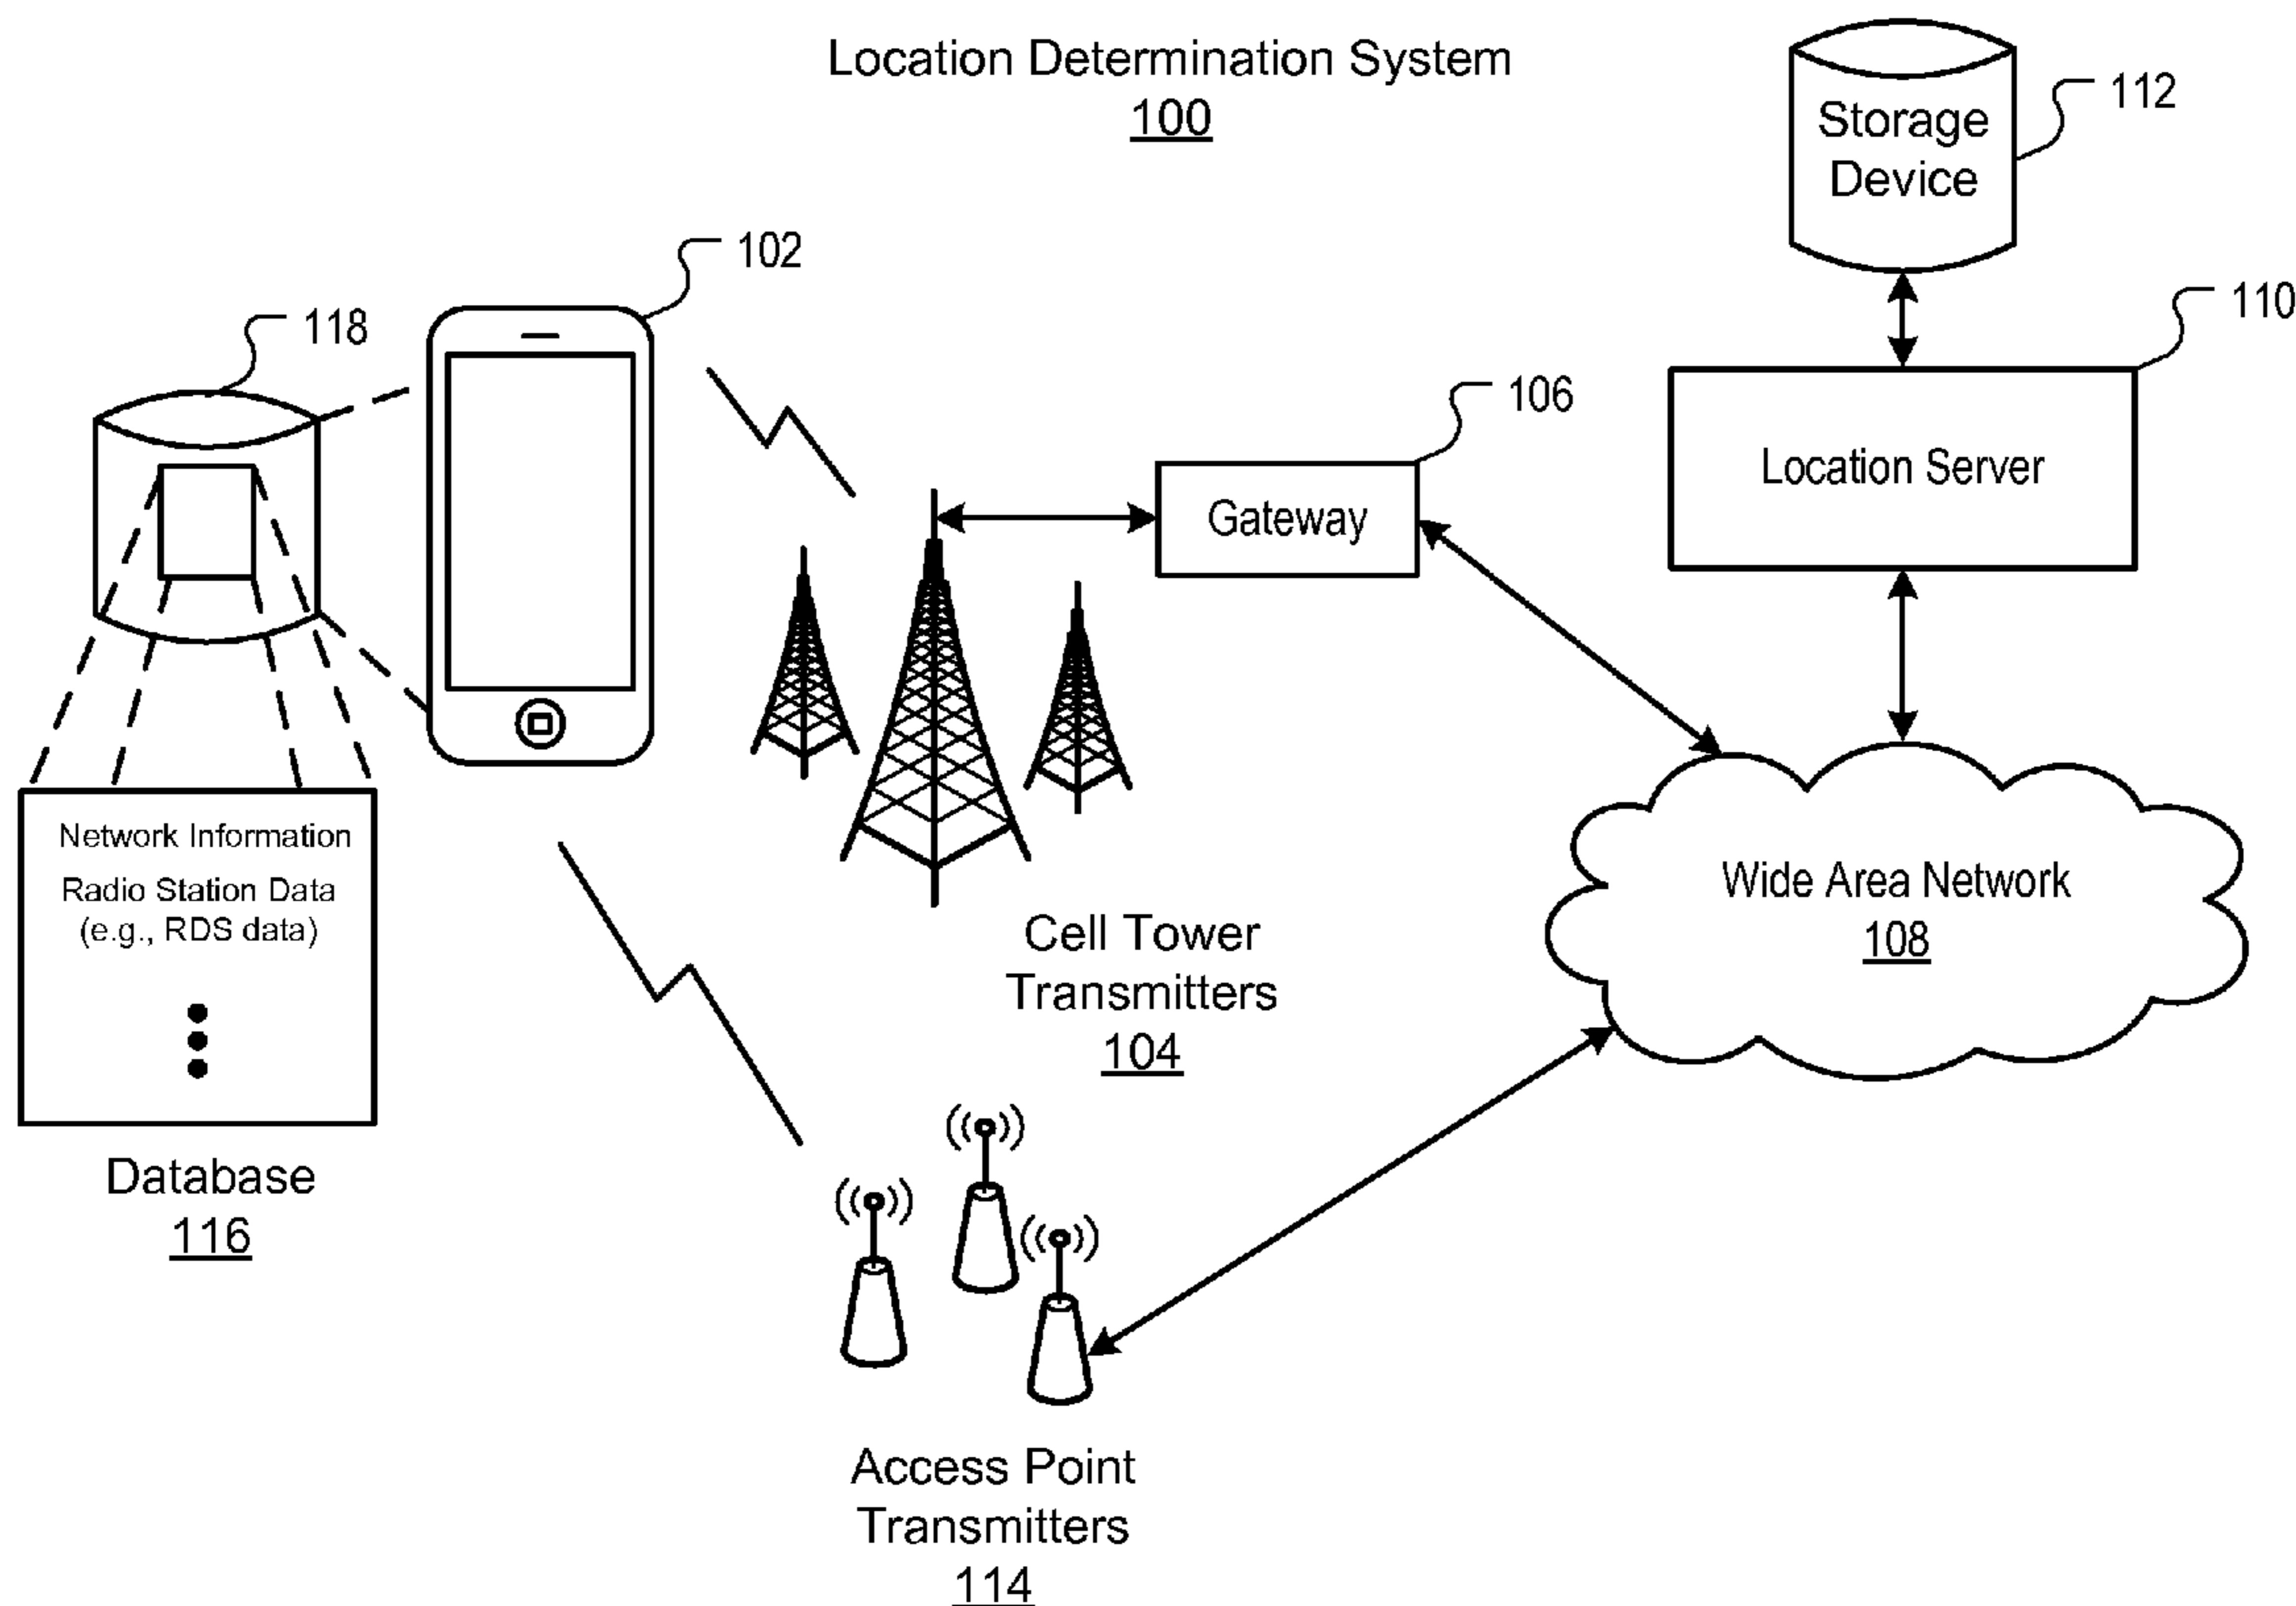 Location Determination System
100
Storage
Device
112
102
118
110
106
Location Server
Gateway
Network Information
Radio Station Data
(e.g., RDS data)
Wide Area Network
108
Cell Tower
Transmitters
104
Database
116
Access Point
Transmitters
114